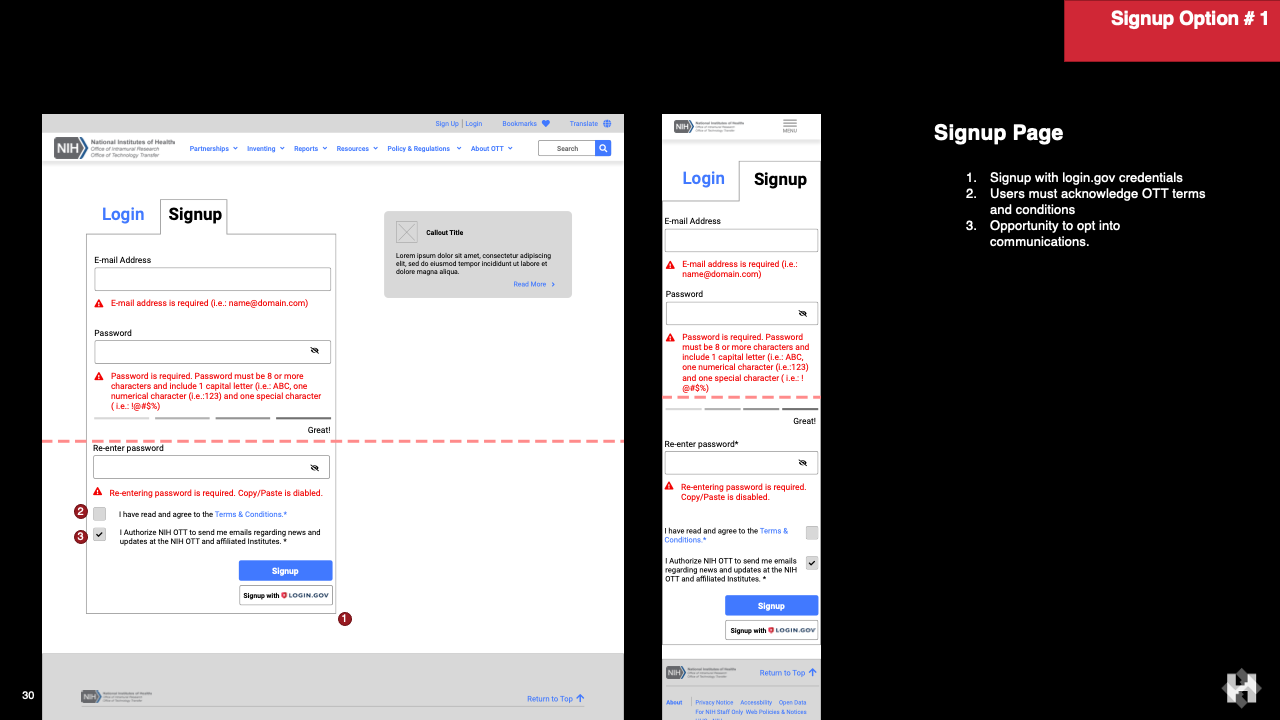 Signup Option # 1
Sign Up | Login
Bookmarks
Translate
NIH
National Institutes of Health
Office of Intramural Research
Office of Technology Transfer
Partnerships
Inventing
Reports
Resources
Policy & Regulations
About OTT
Search
Login
Signup
E-mail Address
E-mail address is required (i.e.: name@domain.com)
Password
Password is required. Password must be 8 or more
characters and include 1 capital letter (i.e.: ABC, one
numerical character (i.e.:123) and one special character
( i.e.: !@#$%)
Great!
Re-enter password
Re-entering password is required. Copy/Paste is diabled.
2
I have read and agree to the Terms & Conditions.*
3
I Authorize NIH OTT to send me emails regarding news and
updates at the NIH OTT and affiliated Institutes. *
Signup
Signup with LOGIN.GOV
1
Callout Title
Lorem ipsum dolor sit amet, consectetur adipiscing
elit, sed do eiusmod tempor incididunt ut labore et
dolore magna aliqua.
Read More
NIH
National Institutes of Health
Office of Intramural Research
Office of Technology Transfer
Return to Top
30
NIH
National Institutes of Health
Office of Intramural Research
Office of Technology Transfer
MENU
Login
Signup
E-mail Address
E-mail address is required (i.e.:
name@domain.com)
Password
Password is required. Password
must be 8 or more characters and
include 1 capital letter (i.e.: ABC,
one numerical character (i.e.:123)
and one special character ( i.e.: !
@#$%)
Great!
Re-enter password*
Re-entering password is required.
Copy/Paste is disabled.
I have read and agree to the Terms &
Conditions.*
I Authorize NIH OTT to send me emails
regarding news and updates at the NIH
OTT and affiliated Institutes. *
Signup
Signup with LOGIN.GOV
NIH
National Institutes of Health
Office of Intramural Research
Office of Technology Transfer
Return to Top
About
Privacy Notice Accessibility Open Data
For NIH Staff Only Web Policies & Notices
Signup Page
1. Signup with login.gov credentials
2. Users must acknowledge OTT terms
and conditions
3. Opportunity to opt into
communications.